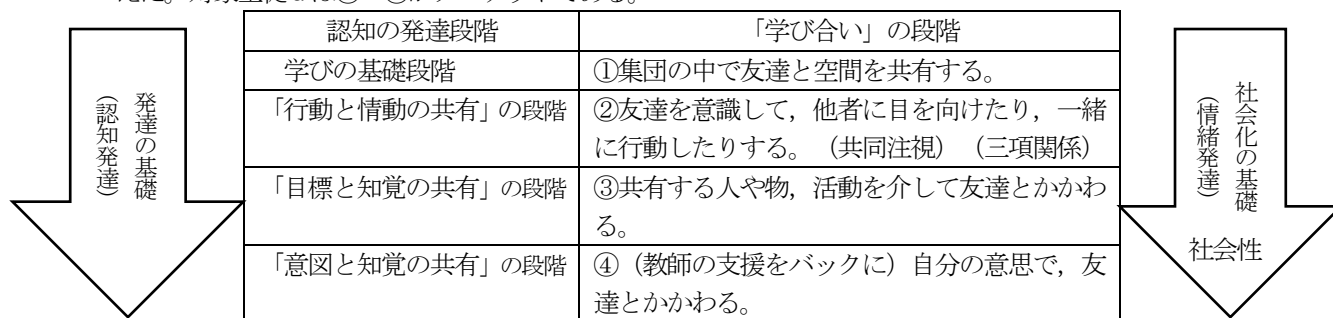 認知の発達段階
「学び合い」の段階
学びの基礎段階
①集団の中で友達と空間を共有する。
「行動と情動の共有」の段階
②友達を意識して，他者に目を向けたり，一緒
に行動したりする。（共同注視）（三項関係）
「目標と知覚の共有」の段階
③共有する人や物，活動を介して友達とかかわ
る。
「意図と知覚の共有」の段階
④（教師の支援をバックに）自分の意思で，友
達とかかわる。
発達の基礎
（認知発達）
社会化の基礎
（情緒発達）
社会性